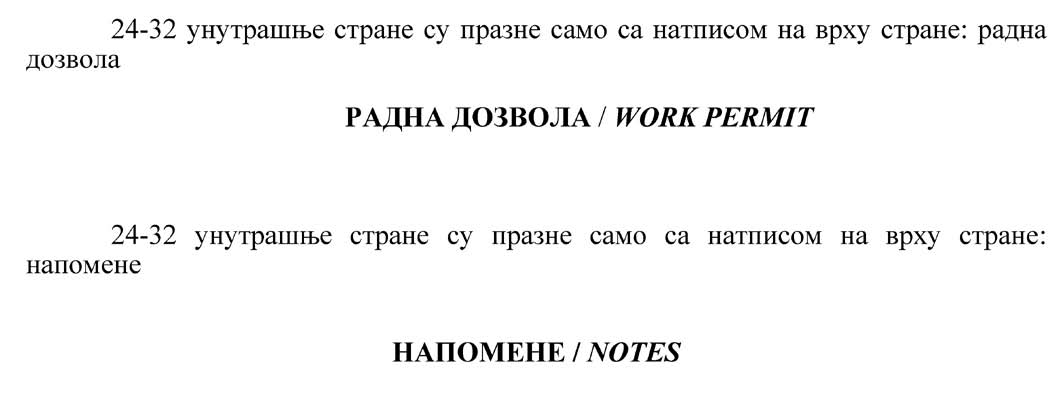 24-32 унутрашње стране су празне само са натписом на врху стране: радна
дозвола
РАДНА ДОЗВОЛА / WORK PERMIT
24-32 унутрашње стране су празне само са натписом на врху стране:
напомене
НАПОМЕНЕ / NOTES